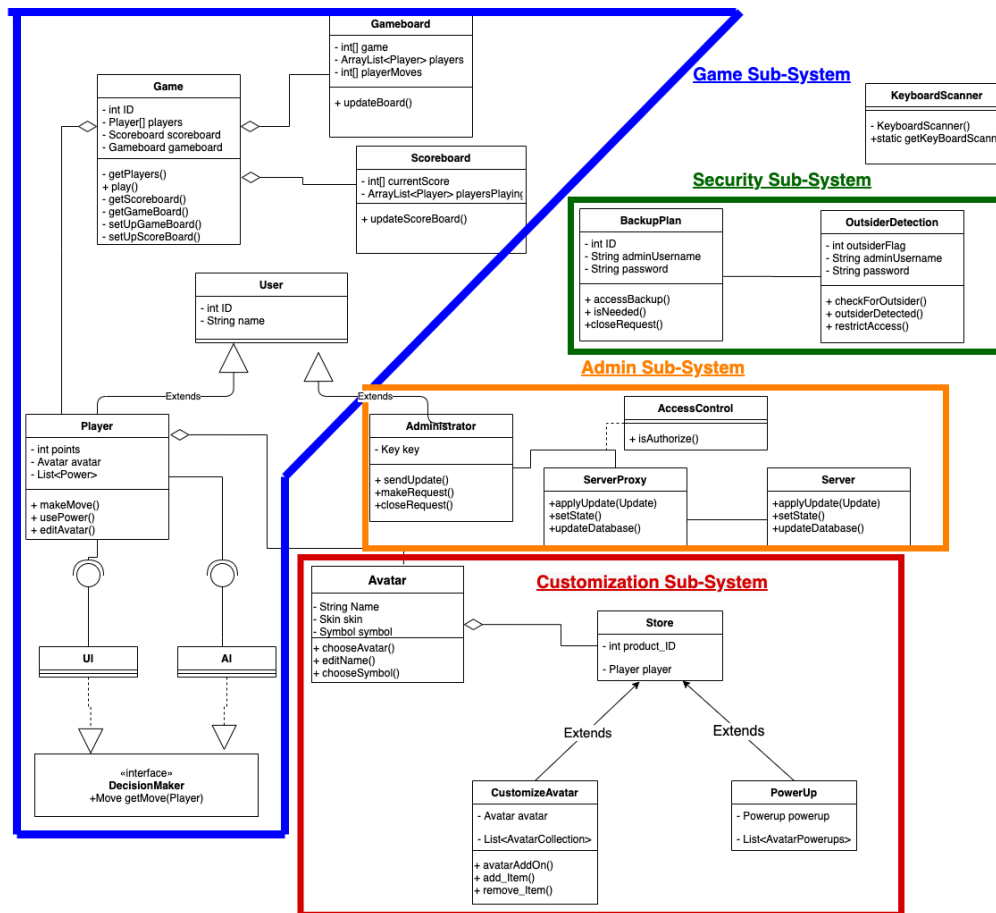 Gameboard
- int[] game
- ArrayList<Player> players
- int[] playerMoves
+ updateBoard()
Game Sub-System
Game
- int ID
- Player[] players
- Scoreboard scoreboard
- Gameboard gameboard
- getPlayers()
+ play()
- getScoreboard()
- getGameBoard()
- setUpGameBoard()
- setUpScoreBoard()
KeyboardScanner
- KeyboardScanner()
+static getKeyBoardScann
Scoreboard
- int[] currentScore
- ArrayList<Player> playersPlaying
+ updateScoreBoard()
Security Sub-System
BackupPlan
- int ID
- String adminUsername
- String password
+ accessBackup()
+ isNeeded()
+closeRequest()
OutsiderDetection
- int outsiderFlag
- String adminUsername
- String password
+ checkForOutsider()
+ outsiderDetected()
+ restrictAccess()
User
- int ID
- String name
Extends
Extends
Admin Sub-System
Player
- int points
- Avatar avatar
- List<Power>
+ makeMove()
+ usePower()
+ editAvatar()
Administrator
- Key key
+ sendUpdate()
+makeRequest()
+closeRequest()
AccessControl
+ isAuthorize()
ServerProxy
+applyUpdate(Update)
+setState()
+updateDatabase()
Server
+applyUpdate(Update)
+setState()
+updateDatabase()
Customization Sub-System
Avatar
- String Name
- Skin skin
- Symbol symbol
+ chooseAvatar()
+ editName()
+ chooseSymbol()
Store
- int product_ID
- Player player
UI
AI
Extends
Extends
«interface»
DecisionMaker
+Move getMove(Player)
CustomizeAvatar
- Avatar avatar
- List<AvatarCollection>
+ avatarAddOn()
+ add_Item()
+ remove_Item()
PowerUp
- Powerup powerup
- List<AvatarPowerups>